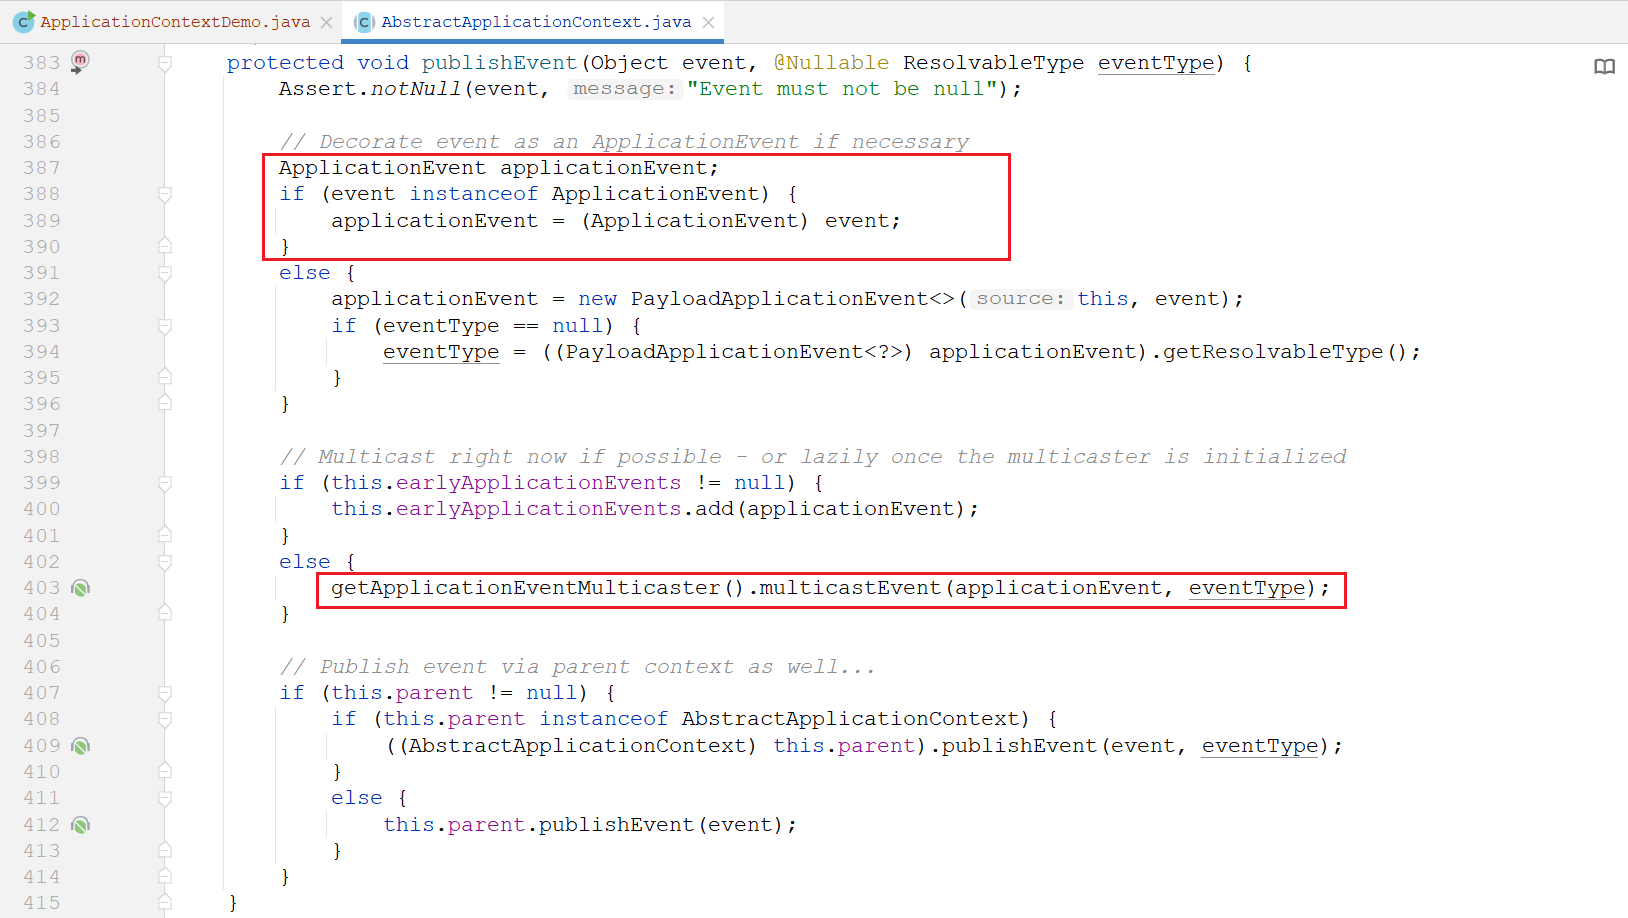 ApplicationContextDemo.java AbstractApplicationContext.java
383 protected void publishEvent(Object event, @Nullable ResolvableType eventType) {
384 Assert.notNull(event, message: "Event must not be null");
385
386 // Decorate event as an ApplicationEvent if necessary
387 ApplicationEvent applicationEvent;
388 if (event instanceof ApplicationEvent) {
389 applicationEvent = (ApplicationEvent) event;
390 }
391 else {
392 applicationEvent = new PayloadApplicationEvent<>( source: this, event);
393 if (eventType == null) {
394 eventType = ((PayloadApplicationEvent<?>) applicationEvent).getResolvableType();
395 }
396 }
397
398 // Multicast right now if possible - or lazily once the multicaster is initialized
399 if (this.earlyApplicationEvents != null) {
400 this.earlyApplicationEvents.add(applicationEvent);
401 }
402 else {
403 getApplicationEventMulticaster().multicastEvent(applicationEvent, eventType);
404 }
405
406 // Publish event via parent context as well...
407 if (this.parent != null) {
408 if (this.parent instanceof AbstractApplicationContext) {
409 ((AbstractApplicationContext) this.parent).publishEvent(event, eventType);
410 }
411 else {
412 this.parent.publishEvent(event);
413 }
414 }
415 }